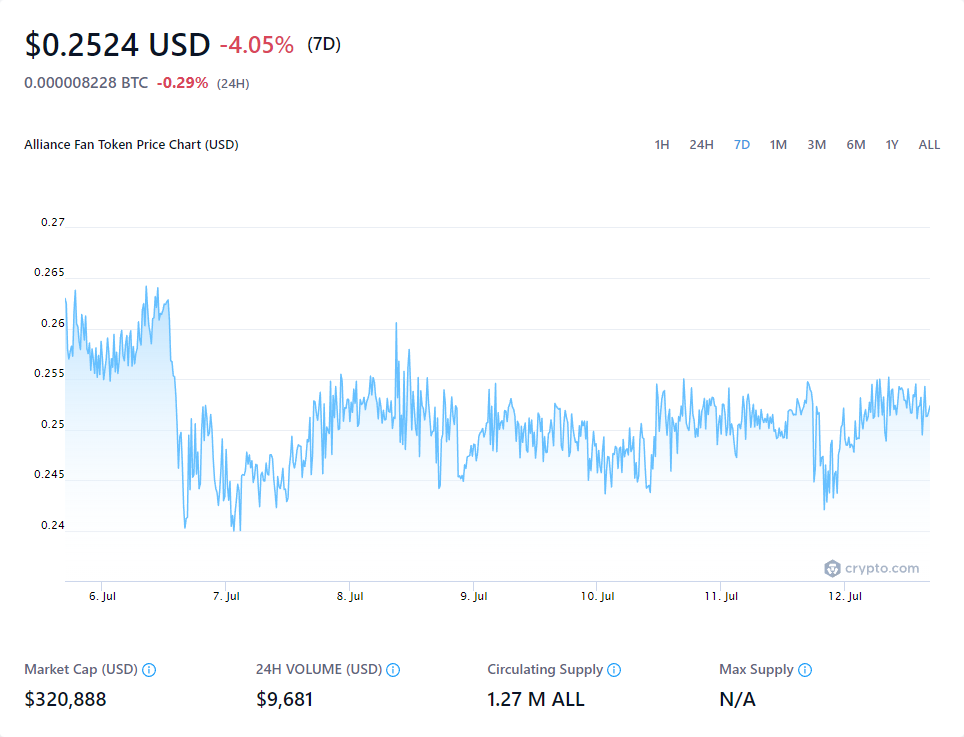 $0.2524 USD -4.05% (7D)
0.000008228 BTC -0.29% (24H)
Alliance Fan Token Price Chart (USD)
1H 24H 7D 1M 3M 6M 1Y ALL
0.27
0.265
0.26
0.255
0.25
0.245
0.24
crypto.com
6. Jul 7. Jul 8. Jul 9. Jul 10. Jul 11. Jul 12. Jul
Market Cap (USD) 24H VOLUME (USD) Circulating Supply Max Supply
$320,888 $9,681 1.27 M ALL N/A